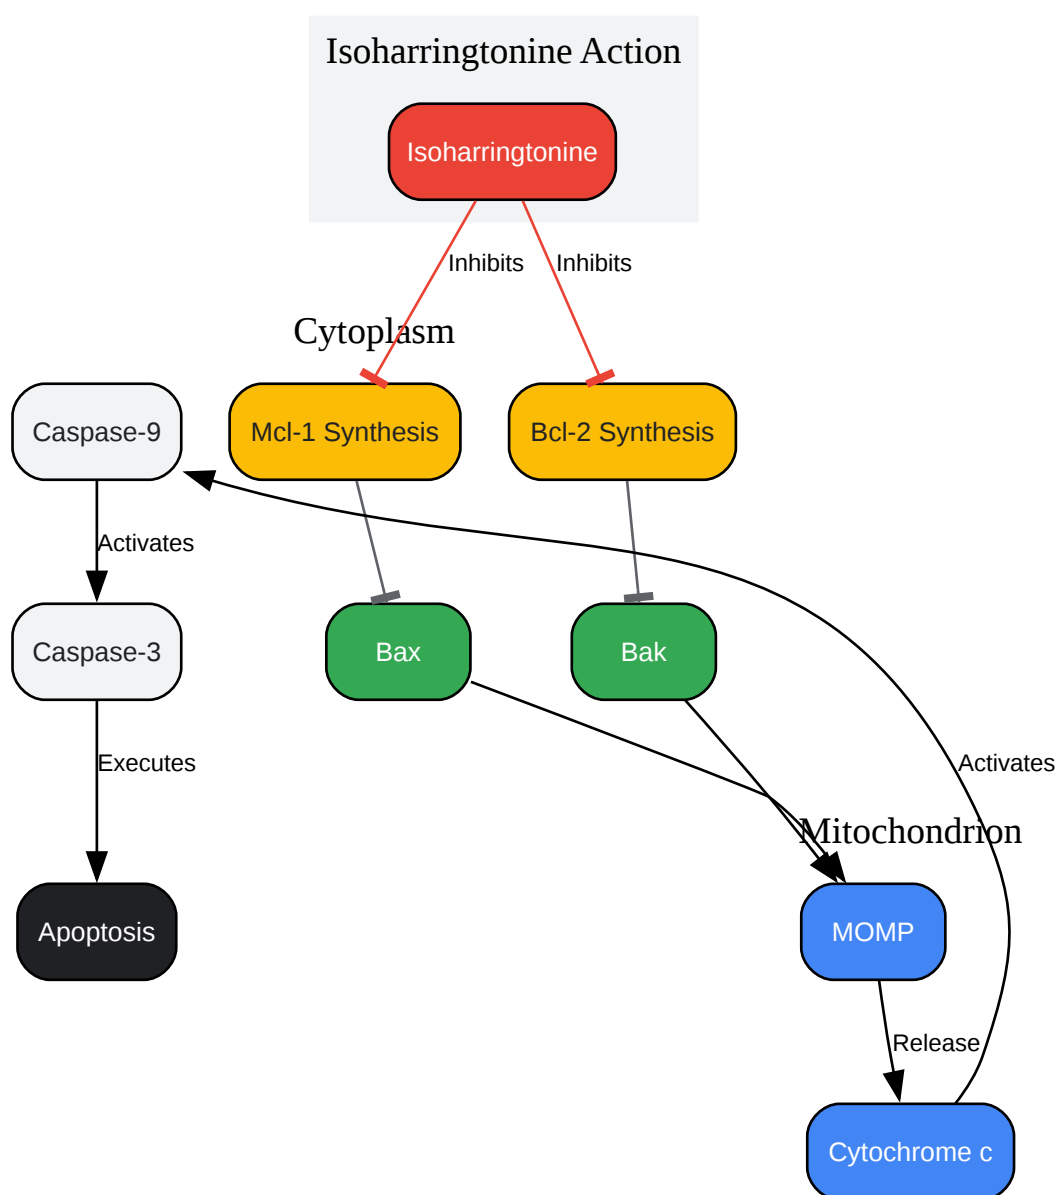 Isoharringtonine Action
Isoharringtonine
Inhibits
Inhibits
Cytoplasm
Caspase-9
Mcl-1 Synthesis
Bcl-2 Synthesis
Activates
Caspase-3
Bax
Bak
Executes
Activates
Mitochondrion
Apoptosis
MOMP
Release
Cytochrome c